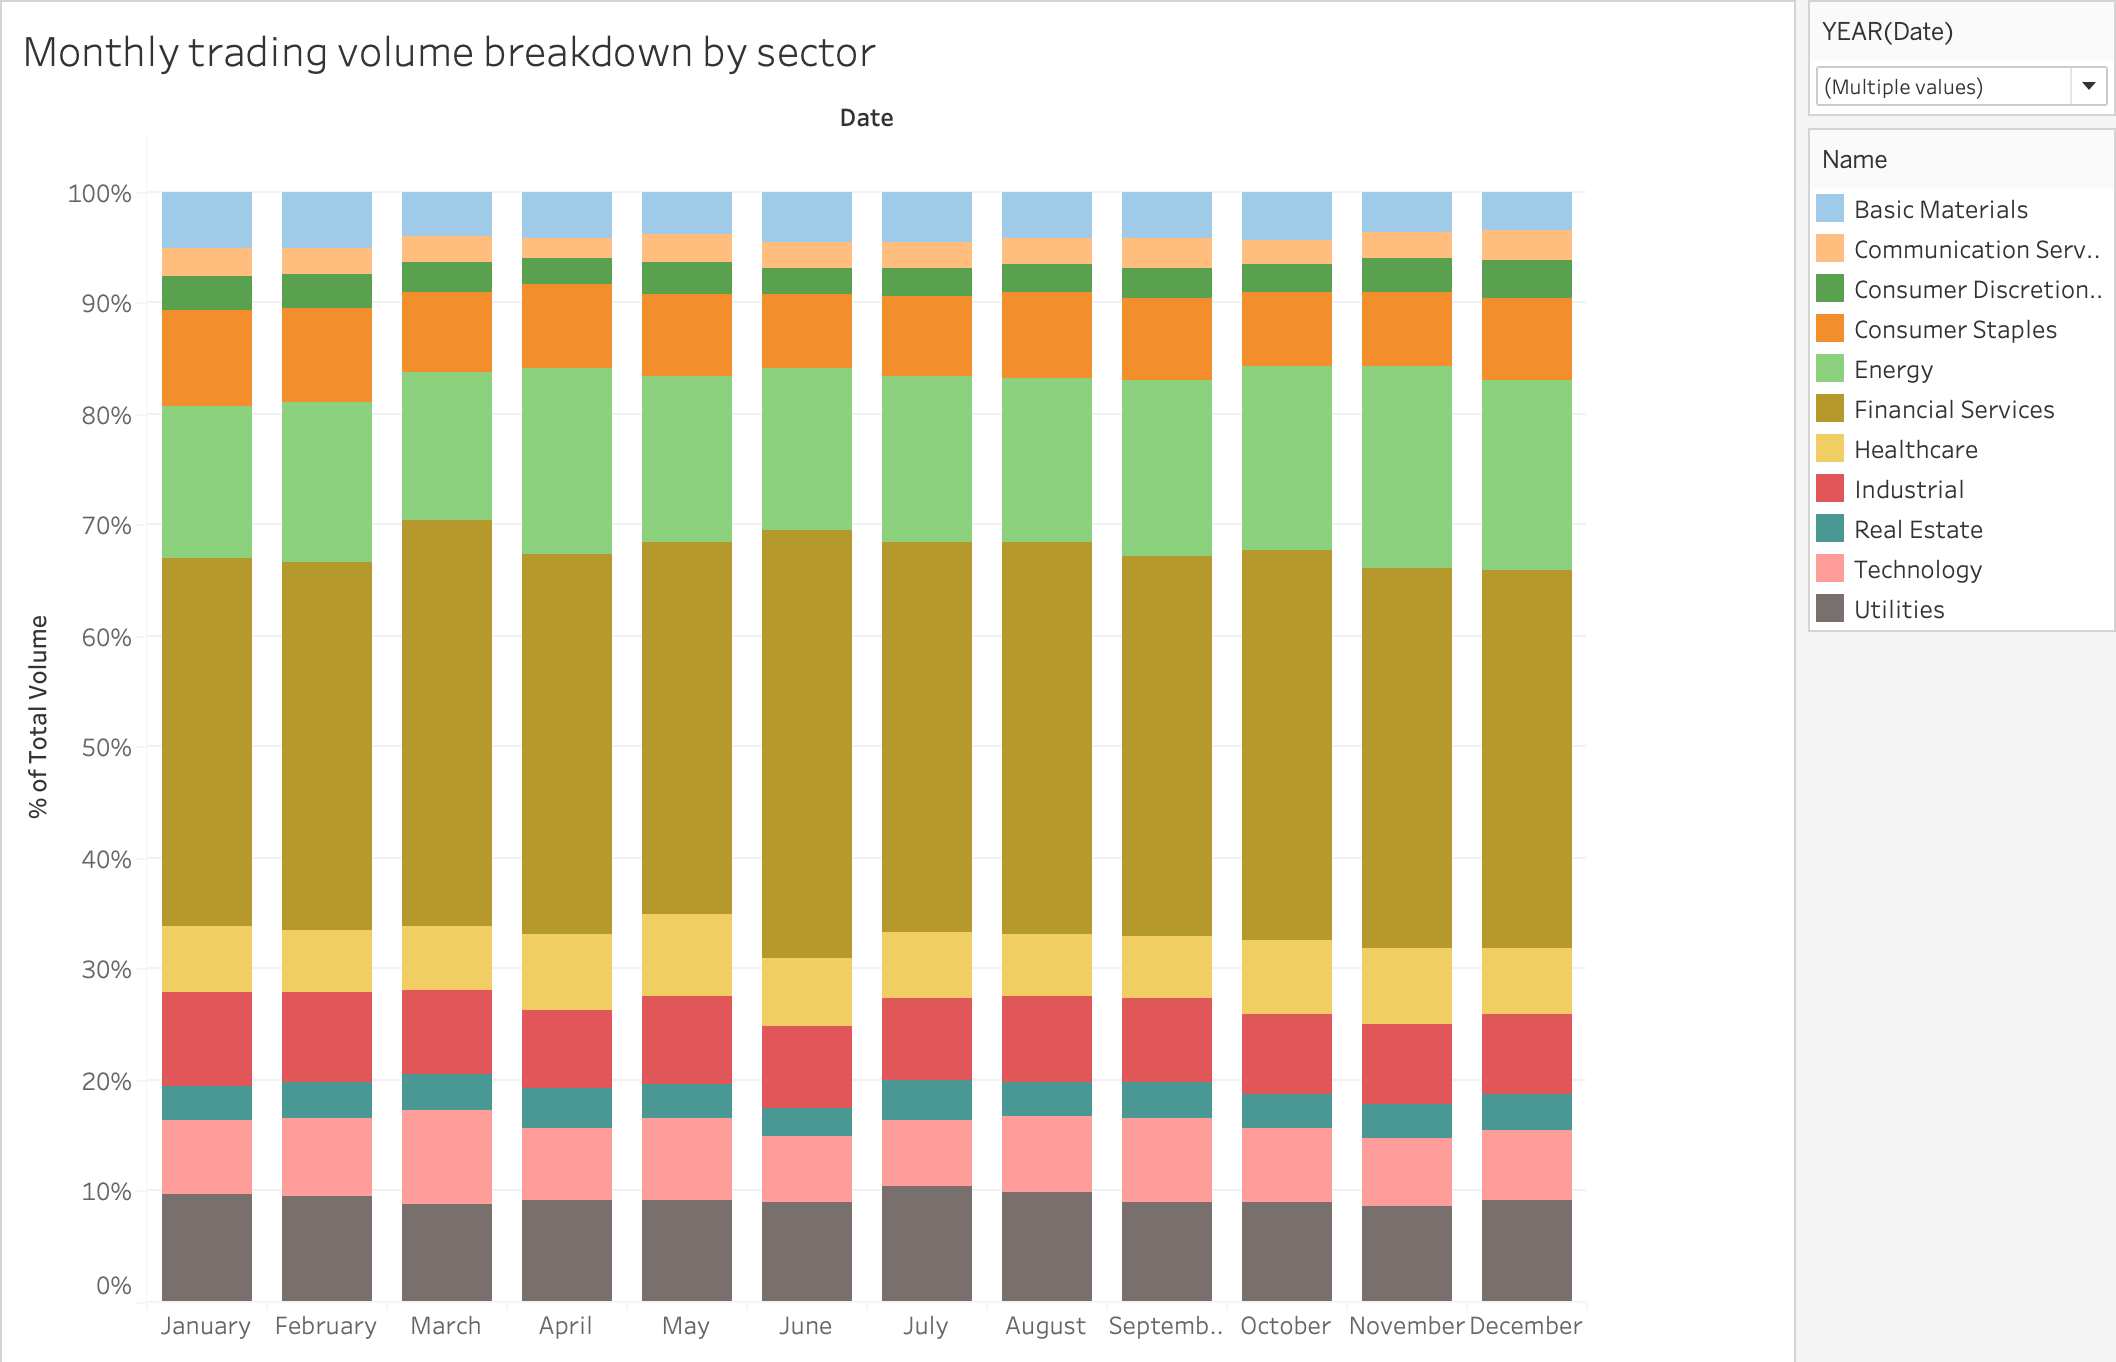 Monthly trading volume breakdown by sector
Date
% of Total Volume
100%
90%
80%
70%
60%
50%
40%
30%
20%
10%
0%
January February March April May June July August Septemb.. October November December
YEAR(Date)
(Multiple values)
Name
Basic Materials
Communication Serv..
Consumer Discretion..
Consumer Staples
Energy
Financial Services
Healthcare
Industrial
Real Estate
Technology
Utilities